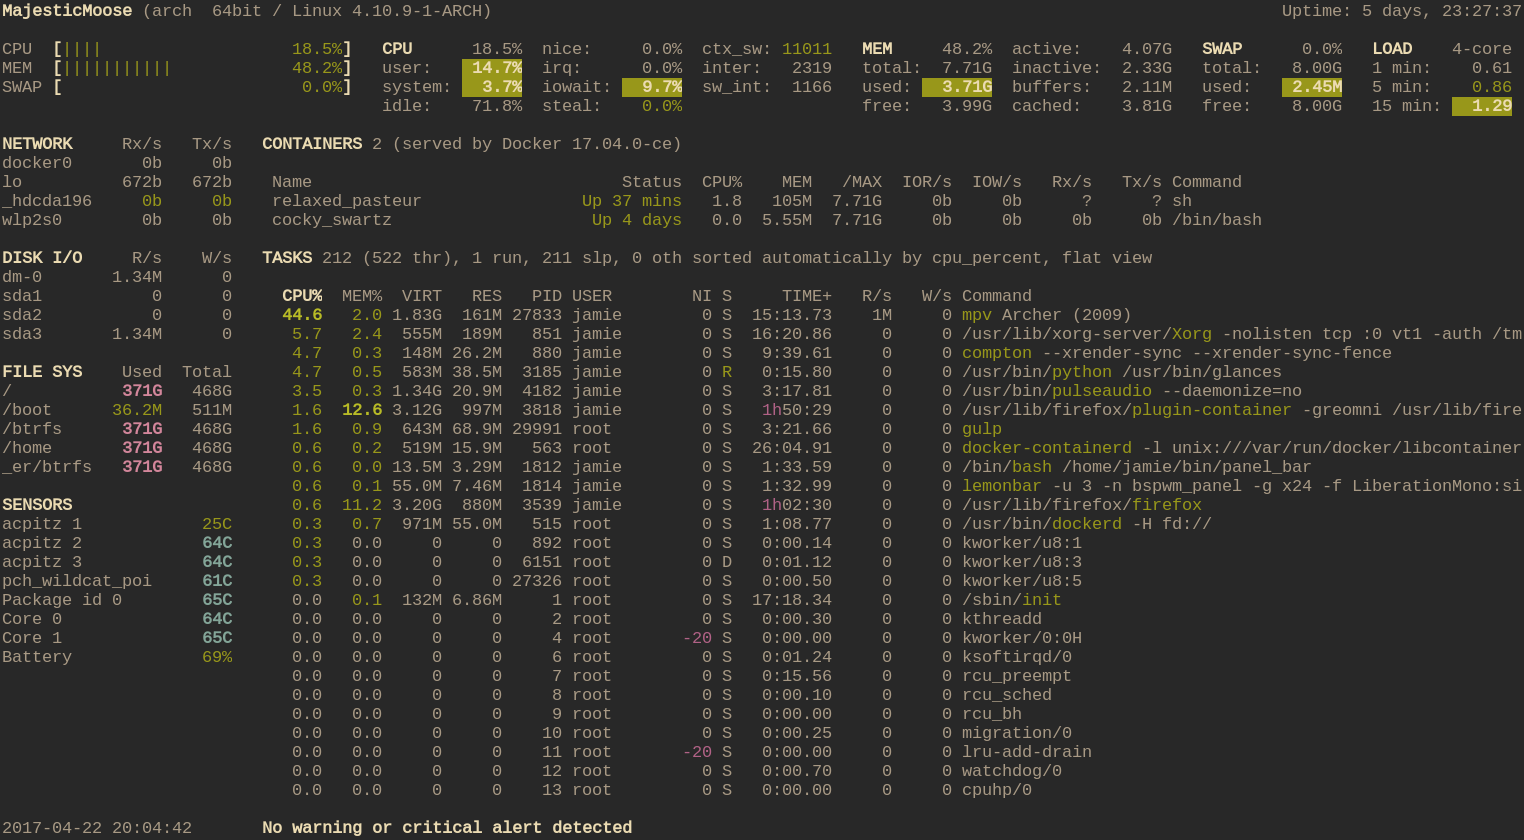 MajesticMoose (arch  64bit / Linux 4.10.9-1-ARCH)                                                                               Uptime: 5 days, 23:27:37

CPU  [||||                   18.5%]   CPU      18.5%  nice:     0.0%  ctx_sw: 11011   MEM     48.2%  active:    4.07G   SWAP      0.0%   LOAD    4-core
MEM  [|||||||||||            48.2%]   user:    14.7%  irq:      0.0%  inter:   2319   total:  7.71G  inactive:  2.33G   total:   8.00G   1 min:    0.61
SWAP [                        0.0%]   system:   3.7%  iowait:   9.7%  sw_int:  1166   used:   3.71G  buffers:   2.11M   used:    2.45M   5 min:    0.86
                                      idle:    71.8%  steal:    0.0%                  free:   3.99G  cached:    3.81G   free:    8.00G   15 min:   1.29

NETWORK     Rx/s   Tx/s   CONTAINERS 2 (served by Docker 17.04.0-ce)
docker0       0b     0b
lo          672b   672b    Name                               Status  CPU%    MEM   /MAX  IOR/s  IOW/s   Rx/s   Tx/s Command
_hdcda196     0b     0b    relaxed_pasteur                Up 37 mins   1.8   105M  7.71G     0b     0b      ?      ? sh
wlp2s0        0b     0b    cocky_swartz                    Up 4 days   0.0  5.55M  7.71G     0b     0b     0b     0b /bin/bash

DISK I/O     R/s    W/s   TASKS 212 (522 thr), 1 run, 211 slp, 0 oth sorted automatically by cpu_percent, flat view
dm-0       1.34M      0
sda1           0      0     CPU%  MEM%  VIRT   RES   PID USER        NI S     TIME+   R/s   W/s Command
sda2           0      0     44.6   2.0 1.83G  161M 27833 jamie        0 S  15:13.73    1M     0 mpv Archer (2009)
sda3       1.34M      0      5.7   2.4  555M  189M   851 jamie        0 S  16:20.86     0     0 /usr/lib/xorg-server/Xorg -nolisten tcp :0 vt1 -auth /tm
                             4.7   0.3  148M 26.2M   880 jamie        0 S   9:39.61     0     0 compton --xrender-sync --xrender-sync-fence
FILE SYS    Used  Total      4.7   0.5  583M 38.5M  3185 jamie        0 R   0:15.80     0     0 /usr/bin/python /usr/bin/glances
/           371G   468G      3.5   0.3 1.34G 20.9M  4182 jamie        0 S   3:17.81     0     0 /usr/bin/pulseaudio --daemonize=no
/boot      36.2M   511M      1.6  12.6 3.12G  997M  3818 jamie        0 S   1h50:29     0     0 /usr/lib/firefox/plugin-container -greomni /usr/lib/fire
/btrfs      371G   468G      1.6   0.9  643M 68.9M 29991 root         0 S   3:21.66     0     0 gulp
/home       371G   468G      0.6   0.2  519M 15.9M   563 root         0 S  26:04.91     0     0 docker-containerd -l unix:///var/run/docker/libcontainer
_er/btrfs   371G   468G      0.6   0.0 13.5M 3.29M  1812 jamie        0 S   1:33.59     0     0 /bin/bash /home/jamie/bin/panel_bar
                             0.6   0.1 55.0M 7.46M  1814 jamie        0 S   1:32.99     0     0 lemonbar -u 3 -n bspwm_panel -g x24 -f LiberationMono:si
SENSORS                      0.6  11.2 3.20G  880M  3539 jamie        0 S   1h02:30     0     0 /usr/lib/firefox/firefox
acpitz 1            25C      0.3   0.7  971M 55.0M   515 root         0 S   1:08.77     0     0 /usr/bin/dockerd -H fd://
acpitz 2            64C      0.3   0.0     0     0   892 root         0 S   0:00.14     0     0 kworker/u8:1
acpitz 3            64C      0.3   0.0     0     0  6151 root         0 D   0:01.12     0     0 kworker/u8:3
pch_wildcat_poi     61C      0.3   0.0     0     0 27326 root         0 S   0:00.50     0     0 kworker/u8:5
Package id 0        65C      0.0   0.1  132M 6.86M     1 root         0 S  17:18.34     0     0 /sbin/init
Core 0              64C      0.0   0.0     0     0     2 root         0 S   0:00.30     0     0 kthreadd
Core 1              65C      0.0   0.0     0     0     4 root       -20 S   0:00.00     0     0 kworker/0:0H
Battery             69%      0.0   0.0     0     0     6 root         0 S   0:01.24     0     0 ksoftirqd/0
                             0.0   0.0     0     0     7 root         0 S   0:15.56     0     0 rcu_preempt
                             0.0   0.0     0     0     8 root         0 S   0:00.10     0     0 rcu_sched
                             0.0   0.0     0     0     9 root         0 S   0:00.00     0     0 rcu_bh
                             0.0   0.0     0     0    10 root         0 S   0:00.25     0     0 migration/0
                             0.0   0.0     0     0    11 root       -20 S   0:00.00     0     0 lru-add-drain
                             0.0   0.0     0     0    12 root         0 S   0:00.70     0     0 watchdog/0
                             0.0   0.0     0     0    13 root         0 S   0:00.00     0     0 cpuhp/0

2017-04-22 20:04:42       No warning or critical alert detected